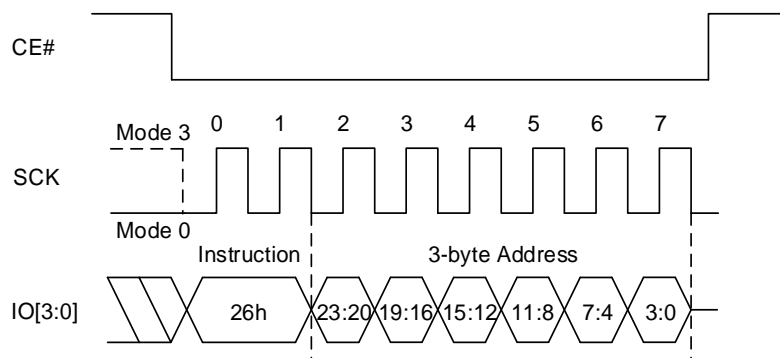 CE#
Mode 3
0 1 2 3 4 5 6 7
SCK
Mode 0
Instruction 3-byte Address
IO[3:0] 26h 23:20 19:16 15:12 11:8 7:4 3:0